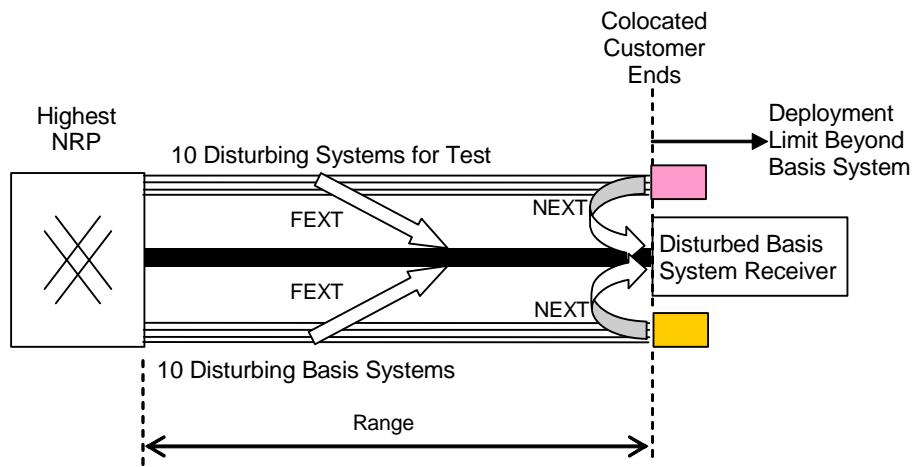 Colocated
Customer
Ends
Highest
NRP
Deployment
Limit Beyond
Basis System
10 Disturbing Systems for Test
FEXT
NEXT
Disturbed Basis
System Receiver
FEXT
NEXT
10 Disturbing Basis Systems
Range